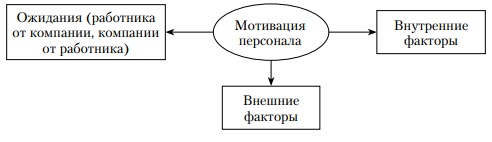 Ожидания (работника
от компании, компании
от работника)
Мотивация
персонала
Внутренние
факторы
Внешние
факторы